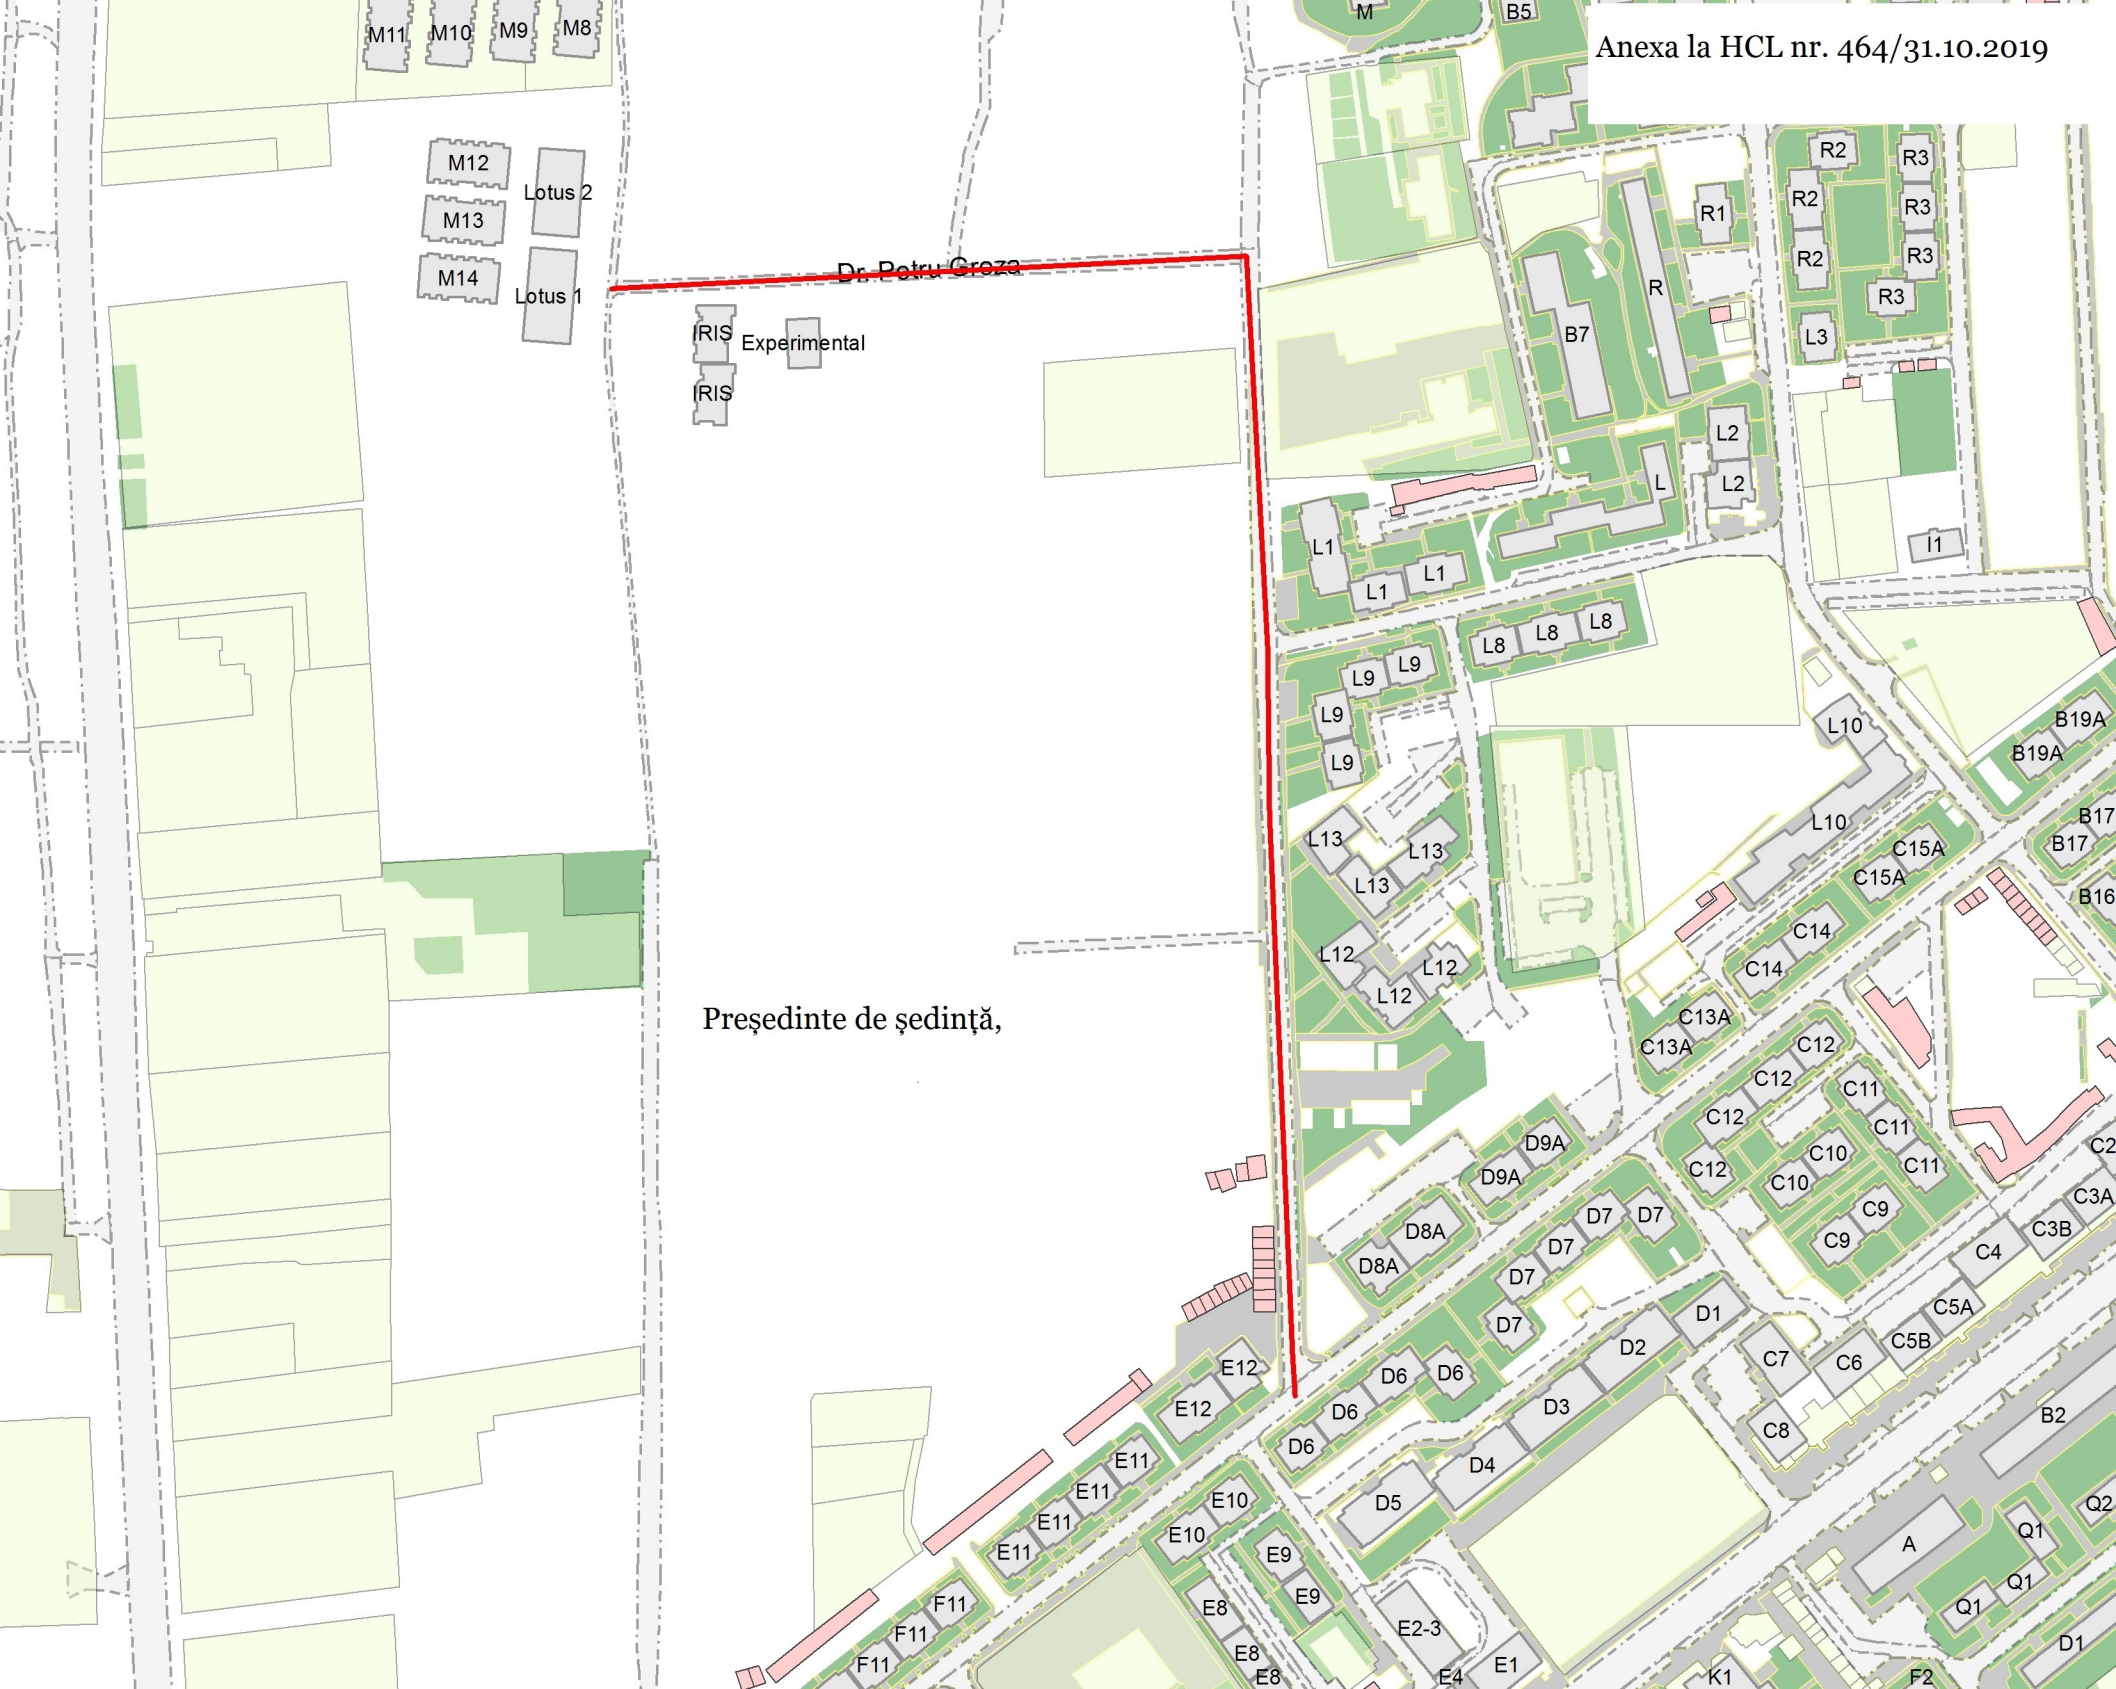 M11
M10
M9
M8
M
B5
Anexa la HCL nr. 464/31.10.2019
M12
Lotus 2
M13
M14
Lotus 1
Dr. Petru Groza
IRIS
Experimental
IRIS
R2
R3
R2
R3
R1
R2
R3
R
R3
B7
L3
L2
L
L2
L1
L1
L1
I1
L8
L8
L8
L9
L9
L9
L9
L10
B19A
B19A
L10
L13
L13
L13
C15A
C15A
B17
B17
B16
L12
L12
L12
C14
C14
Președinte de ședință,
C13A
C13A
C12
C12
C12
C12
C11
C11
C11
C10
C10
C9
C9
C2
C3A
C3B
C4
C5A
C5B
C6
C7
C8
D9A
D9A
D8A
D8A
D7
D7
D7
D7
D7
D1
D2
D3
D4
D5
D6
D6
D6
D6
E12
E12
E11
E11
E11
E11
E10
E10
E9
E9
E8
E8
E8
E2-3
E4
E1
F11
F11
F11
B2
A
Q1
Q2
Q1
Q1
D1
K1
F2